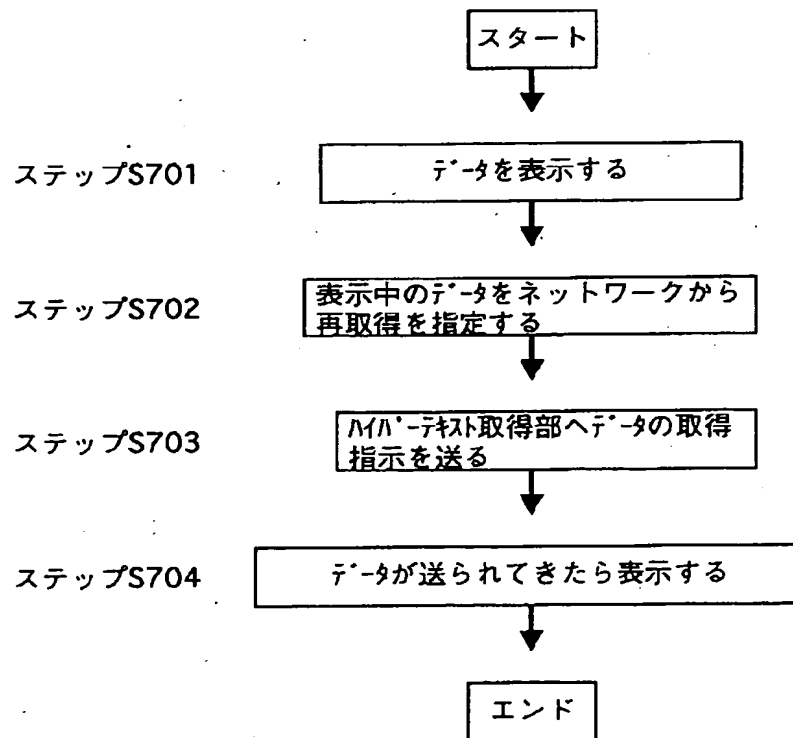 スタート
ステップS701
データを表示する
ステップS702
表示中のデータをネットワークから
再取得を指定する
ステップS703
ハイパーテキスト取得部へデータの取得
指示を送る
ステップS704
データが送られてきたら表示する
エンド